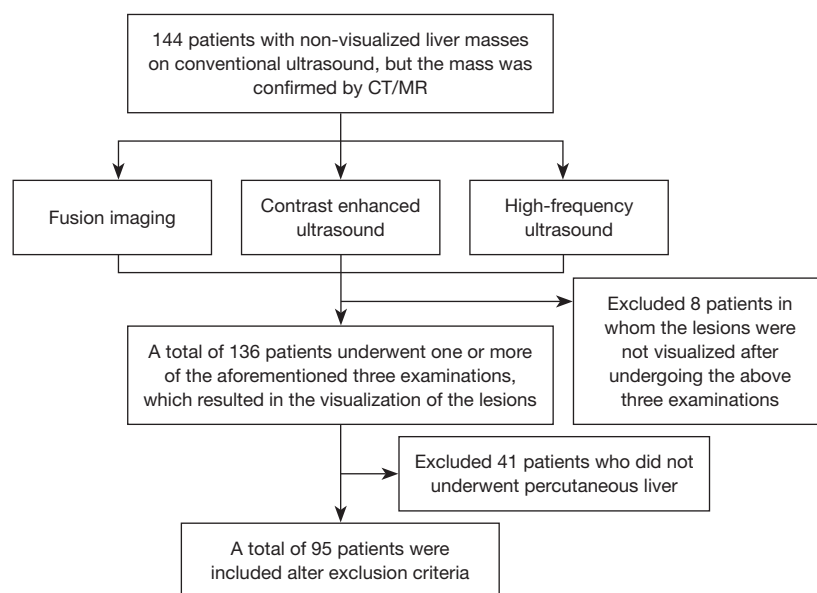 144 patients with non-visualized liver masses
on conventional ultrasound, but the mass was
confirmed by CT/MR
Fusion imaging
Contrast enhanced
ultrasound
High-frequency
ultrasound
Excluded 8 patients in
whom the lesions were
not visualized after
undergoing the above
three examinations
A total of 136 patients underwent one or more
of the aforementioned three examinations,
which resulted in the visualization of the lesions
Excluded 41 patients who did not
underwent percutaneous liver
A total of 95 patients were
included alter exclusion criteria